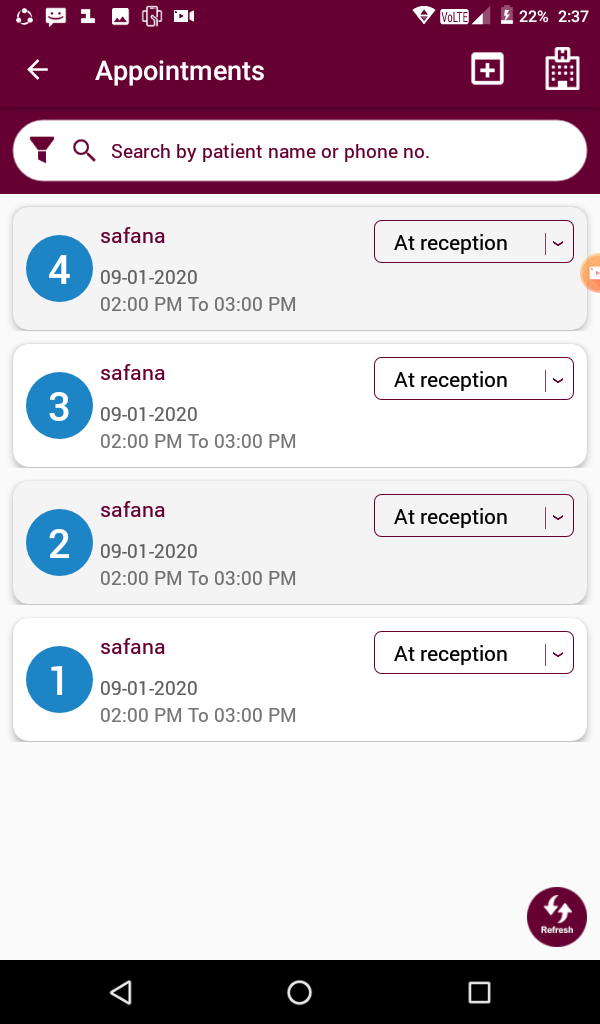 VoLTE 22% 2:37
Appointments
H
Search by patient name or phone no.
safana
At reception
4
09-01-2020
02:00 PM To 03:00 PM
safana
At reception
3
09-01-2020
02:00 PM To 03:00 PM
safana
At reception
2
09-01-2020
02:00 PM To 03:00 PM
safana
At reception
1
09-01-2020
02:00 PM To 03:00 PM
Refresh